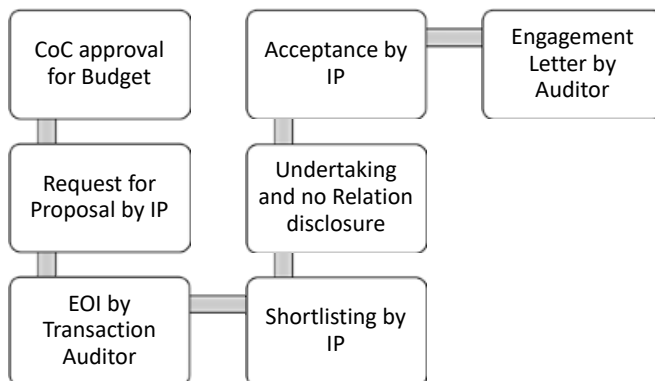 CoC approval
for Budget
Request for
Proposal by IP
EOI by
Transaction
Auditor
Shortlisting by
IP
Undertaking
and no Relation
disclosure
Acceptance by
IP
Engagement
Letter by
Auditor